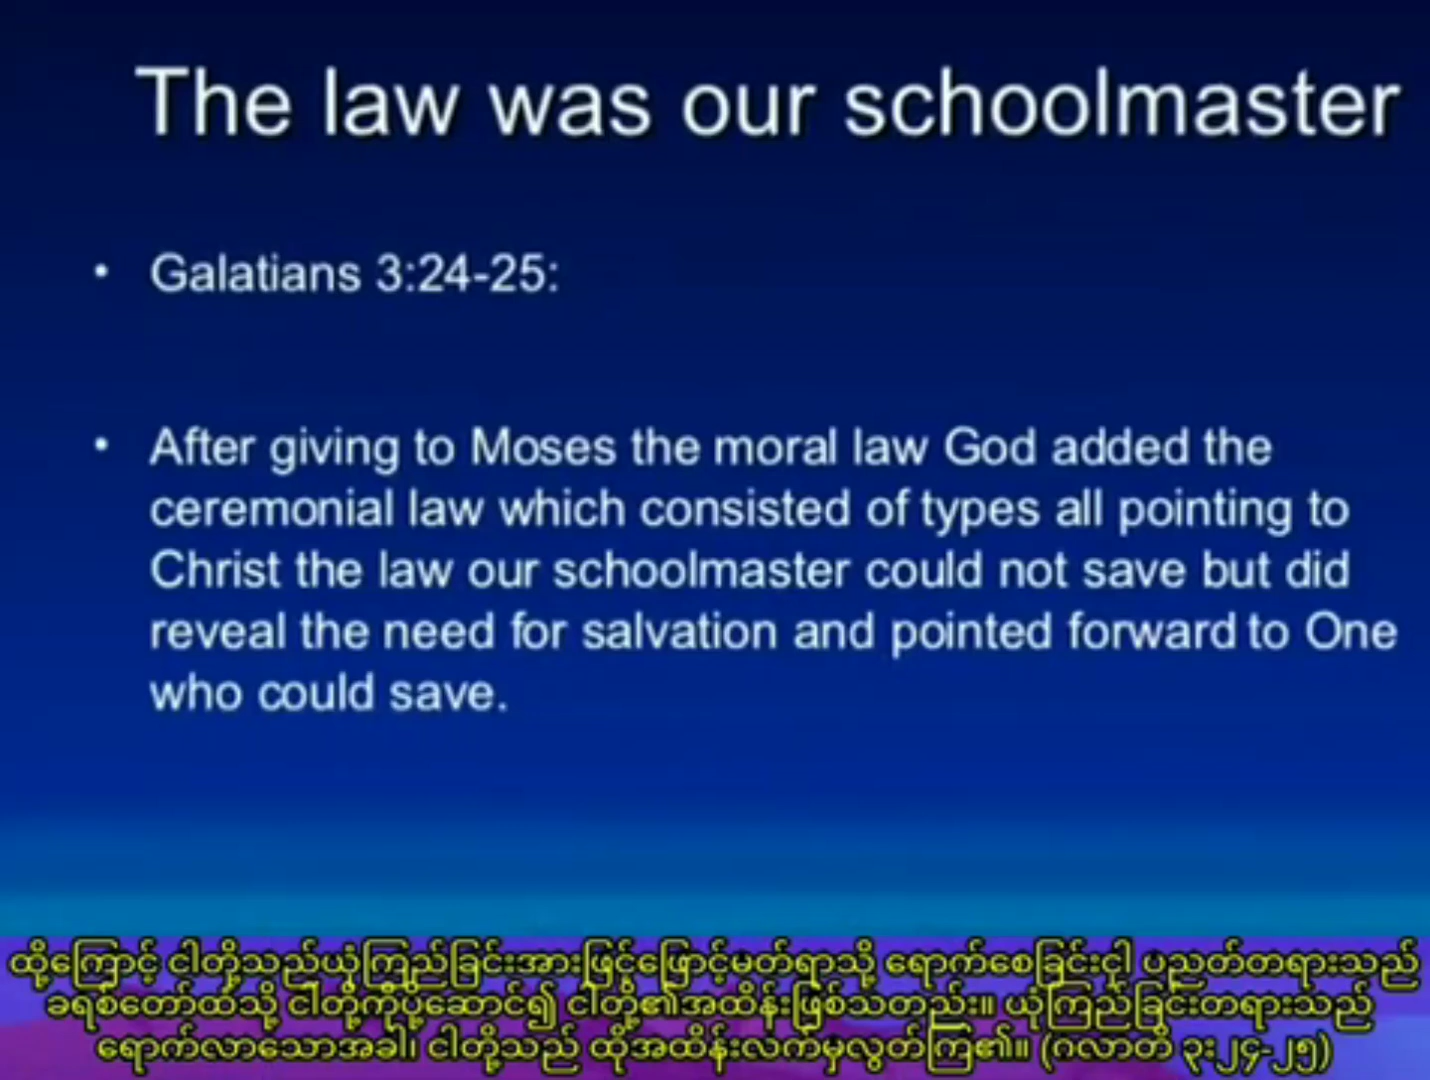 The law was our schoolmaster
• Galatians 3:24-25:
• After giving to Moses the moral law God added the
ceremonial law which consisted of types all pointing to
Christ the law our schoolmaster could not save but did
reveal the need for salvation and pointed forward to One
who could save.
ထို့ကြောင့် ငါတို့သည်ယုံကြည်ခြင်းအားဖြင့်ဖြောင့်မတ်ရာသို့ ရောက်စေခြင်းငှါ ပညတ်တရားသည်
ခရစ်တော်ထံသို့ ငါတို့ကိုပို့ဆောင်၍ ငါတို့၏အထိန်းဖြစ်သတည်း။ ယုံကြည်ခြင်းတရားသည်
ရောက်လာသောအခါ၊ ငါတို့သည် ထိုအထိန်းလက်မှလွတ်ကြ၏။ (ဂလာတိ ၃း၂၄-၂၅)